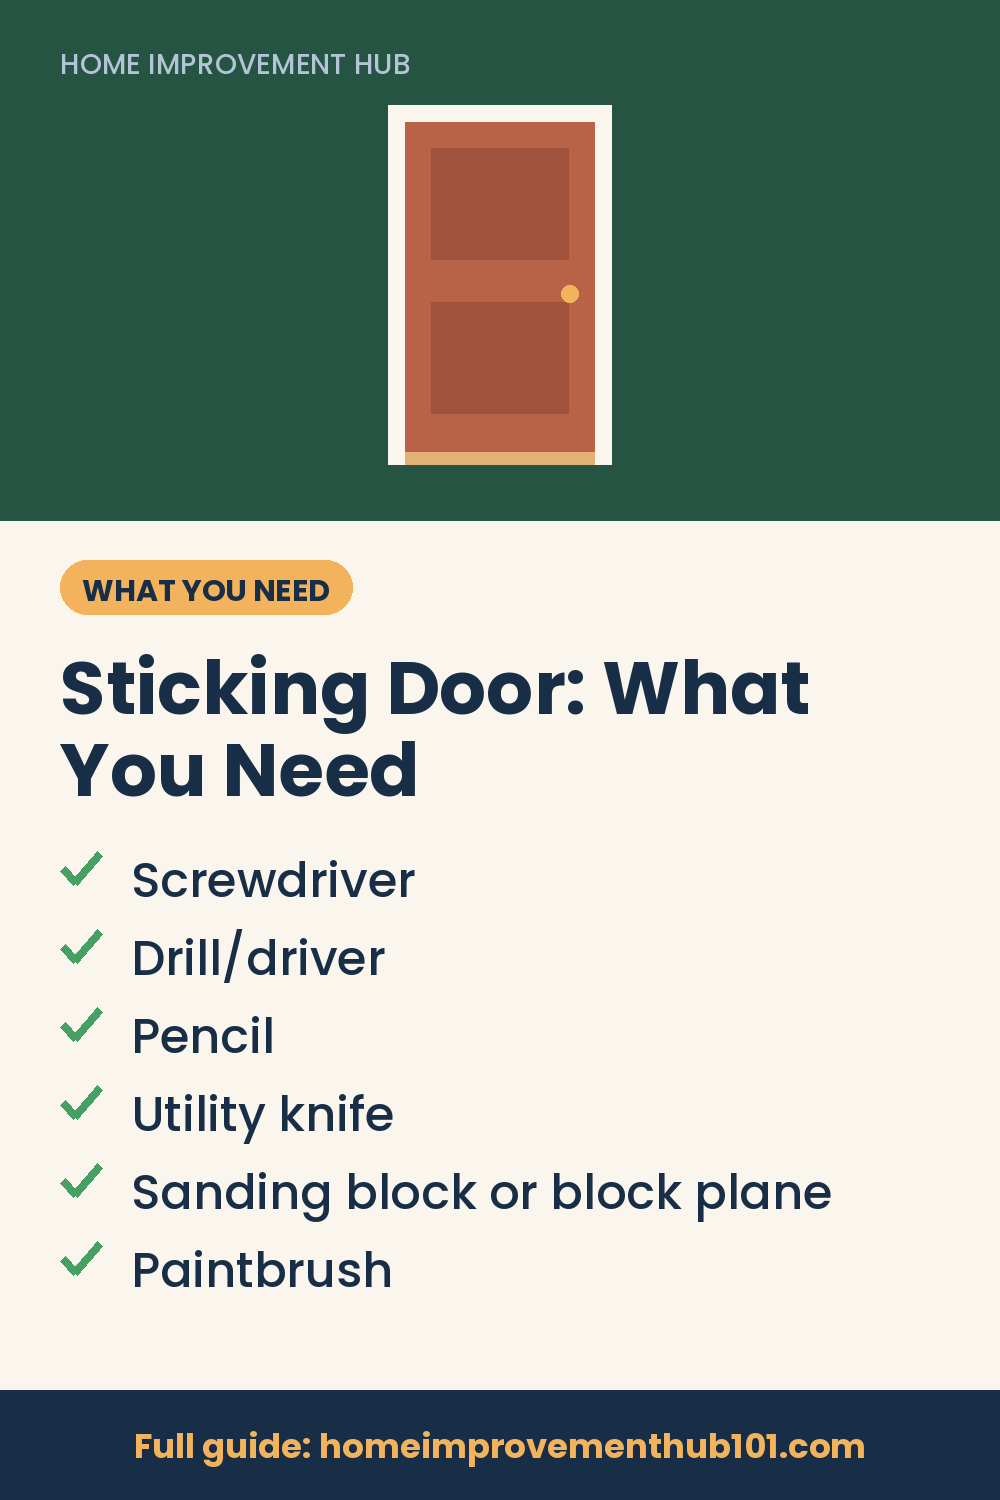 HOME IMPROVEMENT HUB
WHAT YOU NEED
Sticking Door: What
You Need
Screwdriver
Drill/driver
Pencil
Utility knife
Sanding block or block plane
Paintbrush
Full guide: homeimprovementhub101.com